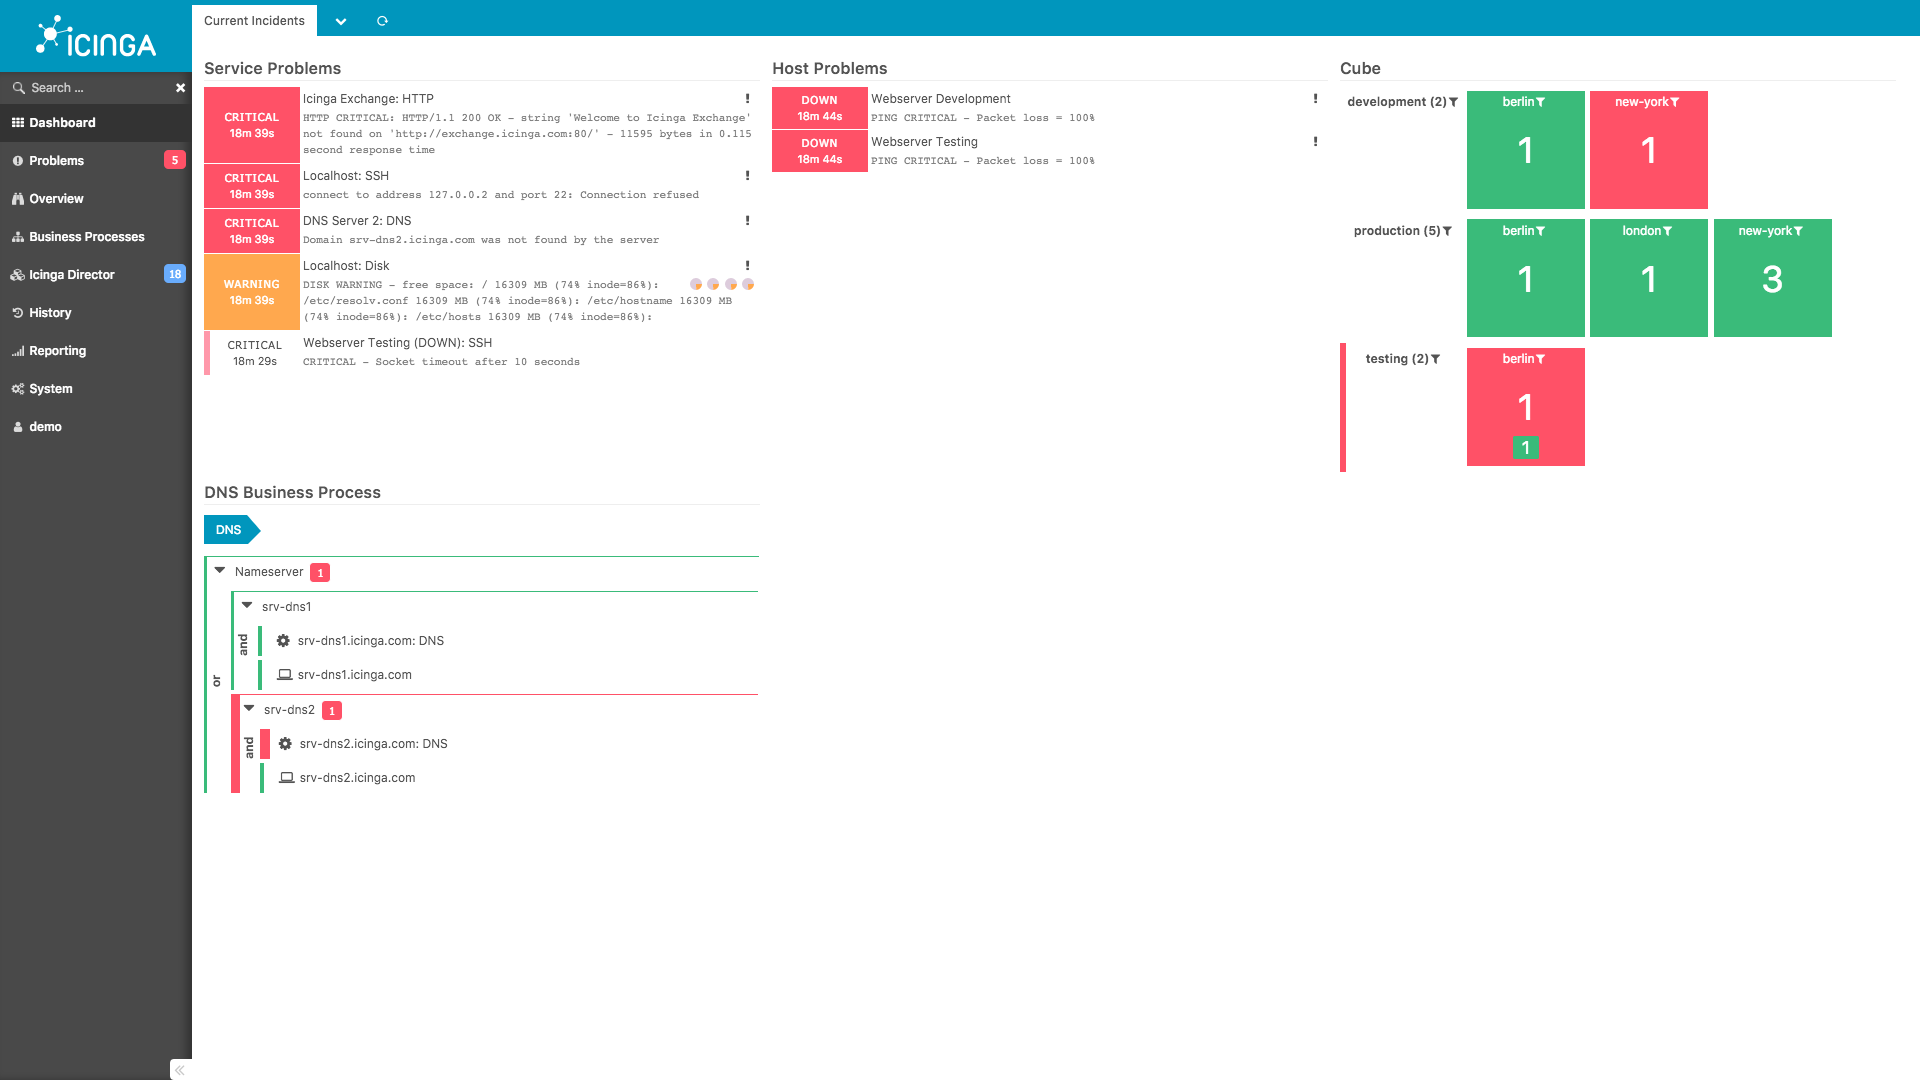 ICINGA
Search ...
Dashboard
Problems
5
Overview
Business Processes
Icinga Director
18
History
Reporting
System
demo
Current Incidents
Service Problems
CRITICAL
18m 39s
Icinga Exchange: HTTP
HTTP CRITICAL: HTTP/1.1 200 OK - string 'Welcome to Icinga Exchange'
not found on 'http://exchange.icinga.com:80/' - 11595 bytes in 0.115
second response time
CRITICAL
18m 39s
Localhost: SSH
connect to address 127.0.0.2 and port 22: Connection refused
CRITICAL
18m 39s
DNS Server 2: DNS
Domain srv-dns2.icinga.com was not found by the server
WARNING
18m 39s
Localhost: Disk
DISK WARNING - free space: / 16309 MB (74% inode=86%):
/etc/resolv.conf 16309 MB (74% inode=86%): /etc/hostname 16309 MB
(74% inode=86%): /etc/hosts 16309 MB (74% inode=86%):
CRITICAL
18m 29s
Webserver Testing (DOWN): SSH
CRITICAL - Socket timeout after 10 seconds
Host Problems
DOWN
18m 44s
Webserver Development
PING CRITICAL - Packet loss = 100%
DOWN
18m 44s
Webserver Testing
PING CRITICAL - Packet loss = 100%
Cube
development (2)
berlin
1
new-york
1
production (5)
berlin
1
london
1
new-york
3
testing (2)
berlin
1
1
DNS Business Process
DNS
or
Nameserver 1
and
srv-dns1
srv-dns1.icinga.com: DNS
srv-dns1.icinga.com
and
srv-dns2 1
srv-dns2.icinga.com: DNS
srv-dns2.icinga.com